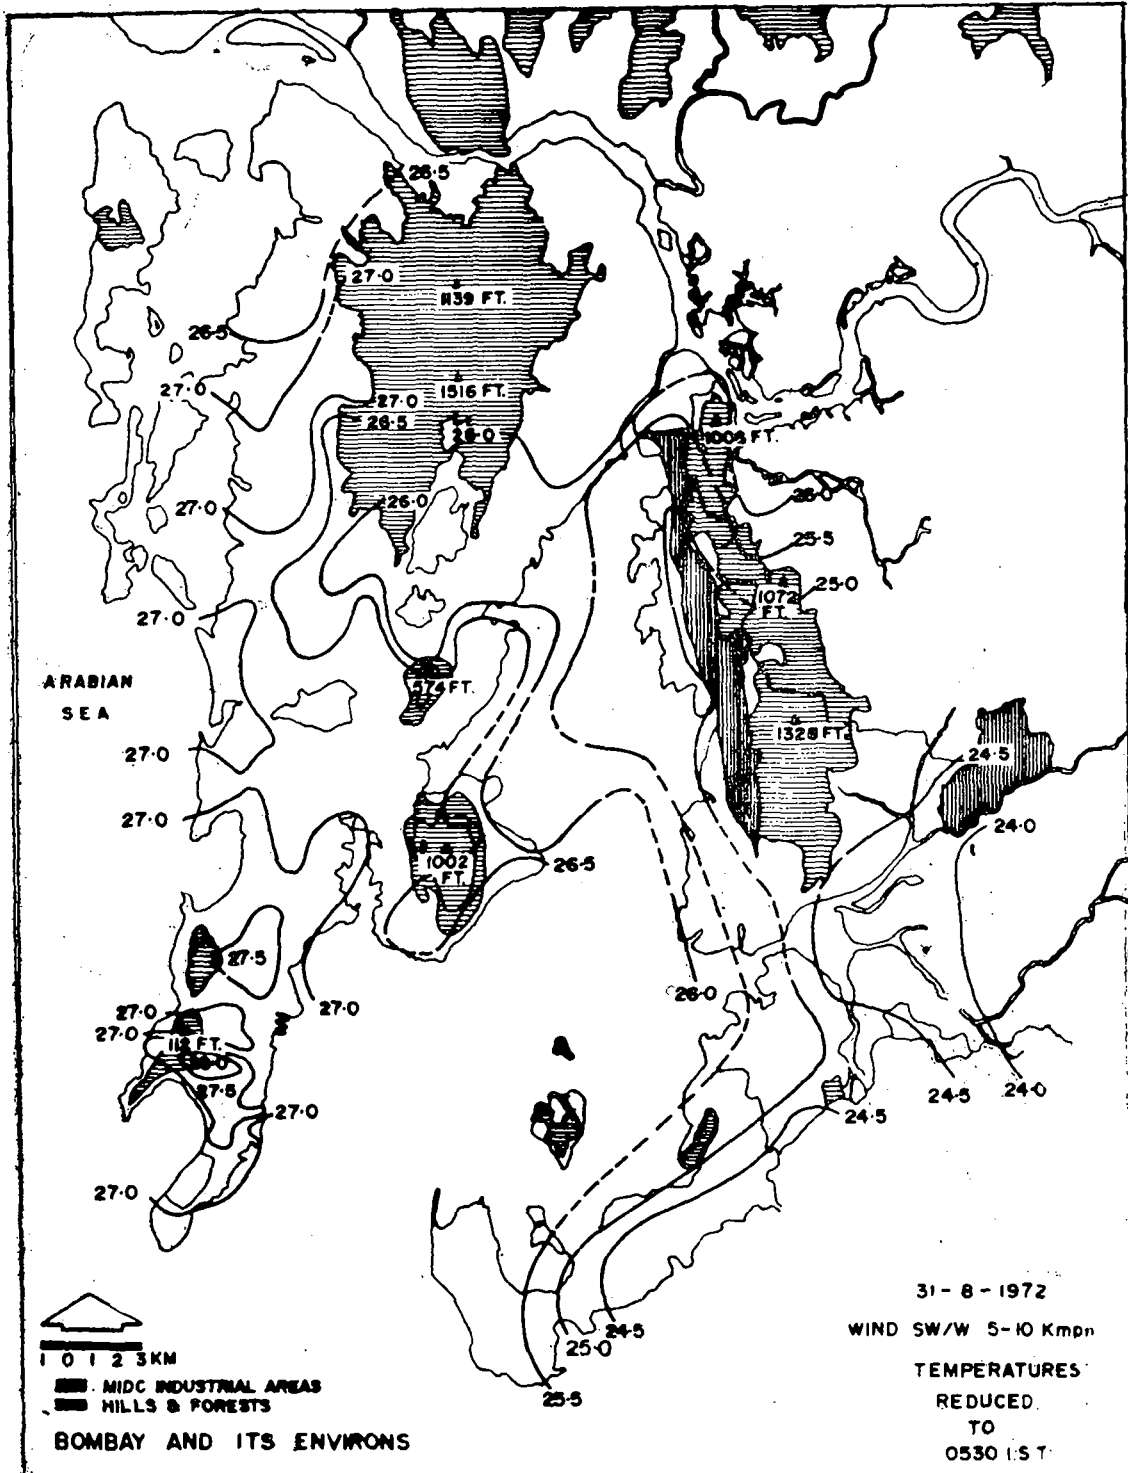 26.5
27.0
1139 FT.
26.5
1516 FT.
27.0
27.0
26.5
26.0
1008 FT.
26.0
27.0
26.0
25.5
25.0
1072
FT.
27.0
ARABIAN
SEA
574 FT.
1328 FT.
27.0
24.5
27.0
24.0
26.5
1002
FT.
27.5
26.0
27.0
27.0
27.0
112 FT.
27.5
27.0
24.5
24.5
24.0
27.0
31-8-1972
WIND SW/W 5-10 Kmph
24.5
25.0
25.5
TEMPERATURES
REDUCED
TO
0530 I.S T
1 0 1 2 3 KM
MIDC INDUSTRIAL AREAS
HILLS & FORESTS
BOMBAY AND ITS ENVIRONS